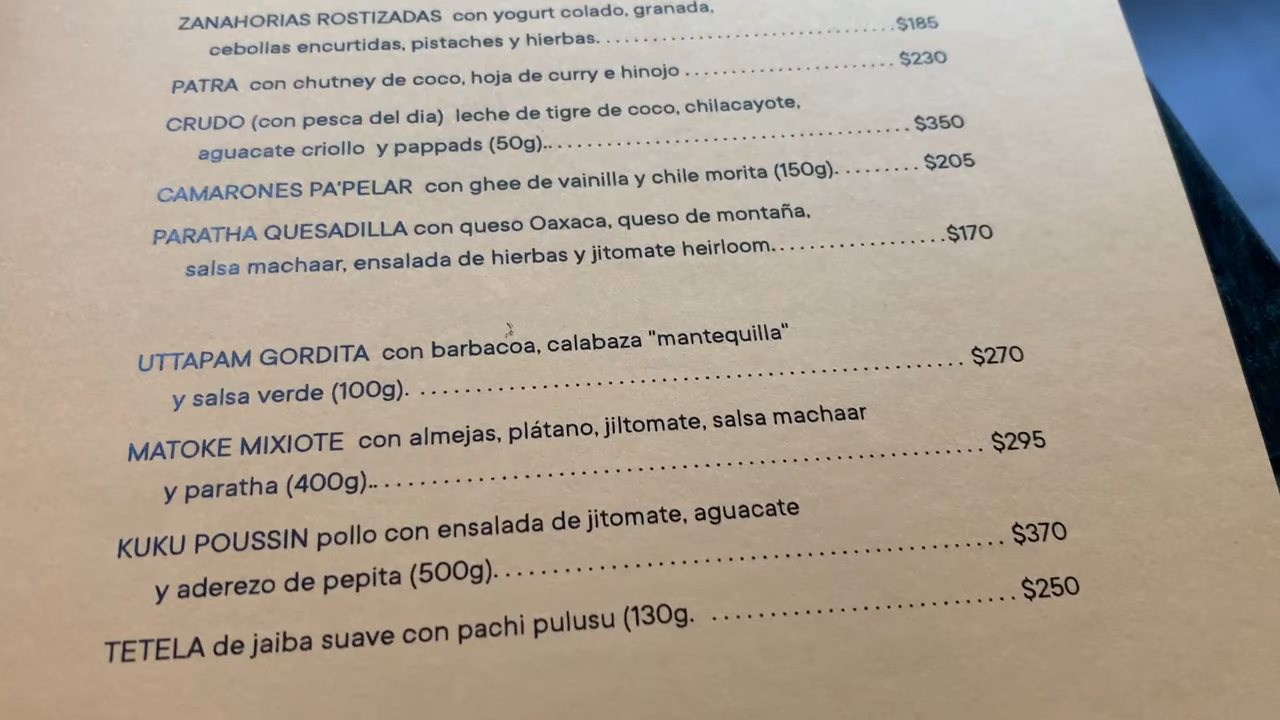 ZANAHORIAS ROSTIZADAS con yogurt colado, granada,
cebollas encurtidas, pistaches y hierbas. . . . . . . . . . . . . . . . . . . . . . . . . . . . . . . . . . . $185
PATRA con chutney de coco, hoja de curry e hinojo . . . . . . . . . . . . . . . . . . . . . . . . $230
CRUDO (con pesca del dia) leche de tigre de coco, chilacayote,
aguacate criollo y pappads (50g).. . . . . . . . . . . . . . . . . . . . . . . . . . . . . . . . . . . . . . . . $350
CAMARONES PA'PELAR con ghee de vainilla y chile morita (150g). . . . . . . . . $205
PARATHA QUESADILLA con queso Oaxaca, queso de montaña,
salsa machaar, ensalada de hierbas y jitomate heirloom. . . . . . . . . . . . . . . . . .$170
UTTAPAM GORDITA con barbacoa, calabaza "mantequilla"
y salsa verde (100g). . . . . . . . . . . . . . . . . . . . . . . . . . . . . . . . . . . . . . . . . . . . . . . . . . . . . $270
MATOKE MIXIOTE con almejas, plátano, jiltomate, salsa machaar
y paratha (400g).. . . . . . . . . . . . . . . . . . . . . . . . . . . . . . . . . . . . . . . . . . . . . . . . . . . . . . . . $295
KUKU POUSSIN pollo con ensalada de jitomate, aguacate
y aderezo de pepita (500g). . . . . . . . . . . . . . . . . . . . . . . . . . . . . . . . . . . . . . . . . . . . . $370
TETELA de jaiba suave con pachi pulusu (130g. . . . . . . . . . . . . . . . . . . . . . . . . . . . $250